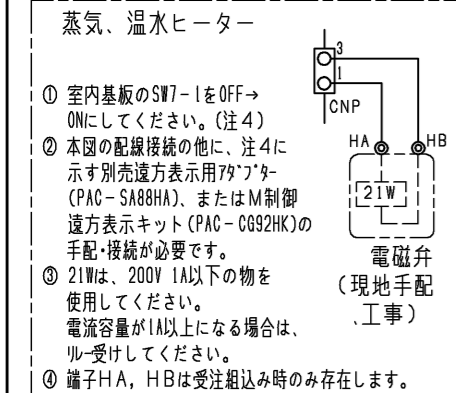 蒸気、温水ヒーター
① 室内基板のSW7-1をOFF→
ONにしてください。(注4)
② 本図の配線接続の他に、注4に
示す別売遠方表示用ｱﾀﾞﾌﾟﾀｰ
(PAC-SA88HA)、またはM制御
遠方表示キット(PAC-CG92HK)の
手配・接続が必要です。
③ 21Wは、200V 1A以下の物を
使用してください。
電流容量が1A以上になる場合は、
ﾘﾚｰ受けしてください。
④ 端子HA, HBは受注組込み時のみ存在します。
3
1
CNP
HA
HB
21W
電磁弁
(現地手配
、工事)